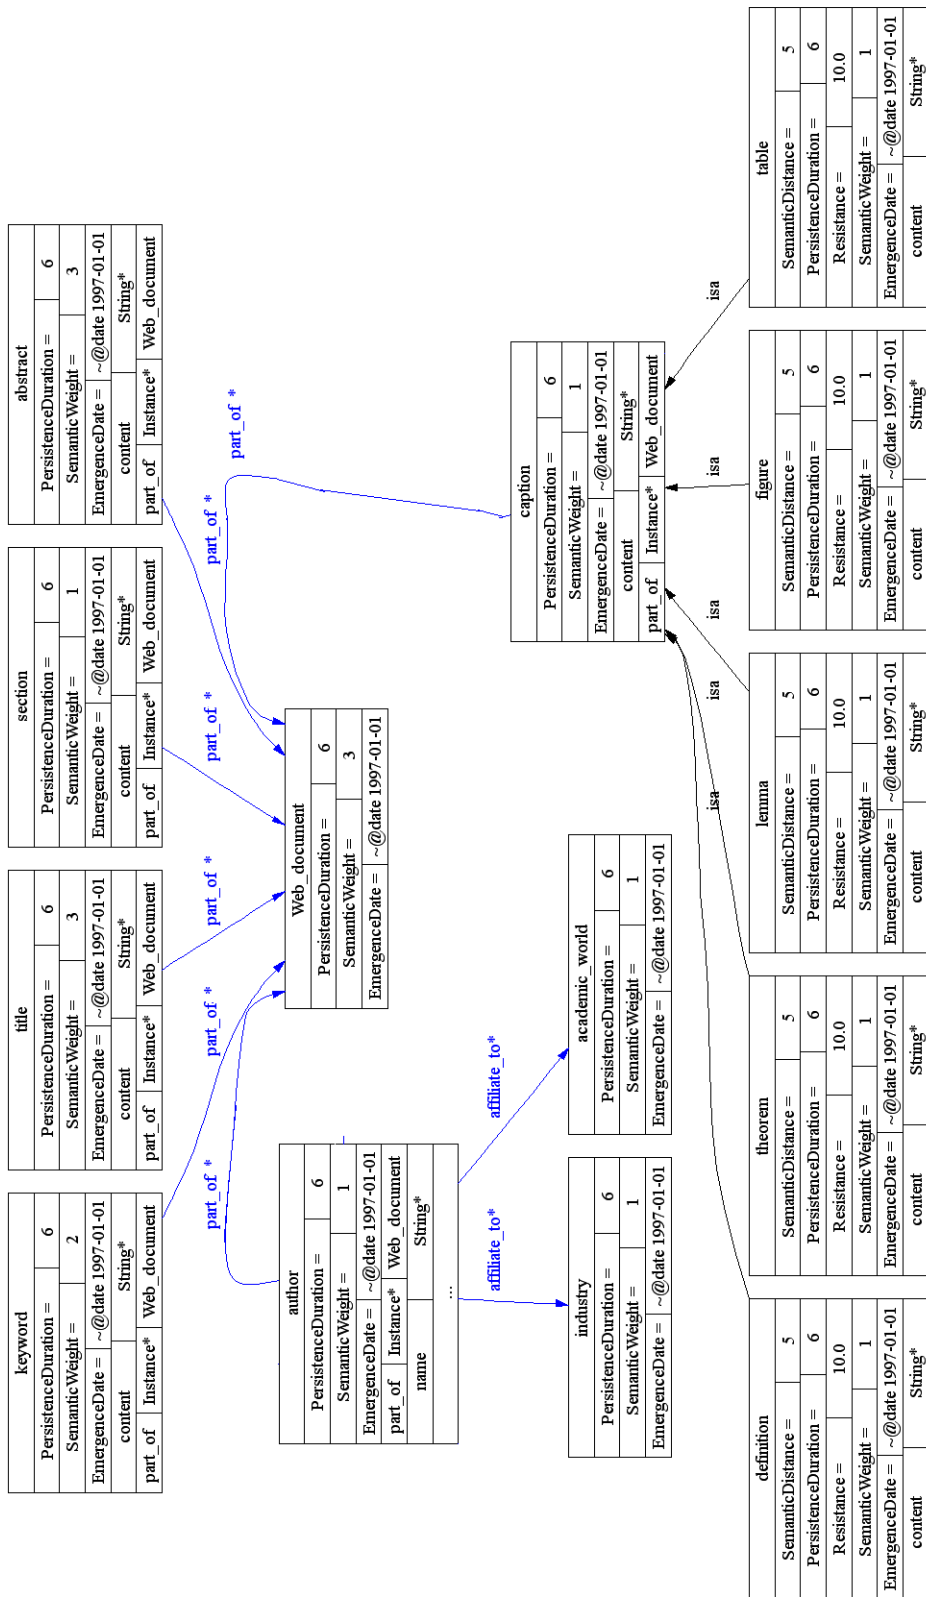 keyword
PersistenceDuration = 6
SemanticWeight = 2
EmergenceDate = ~@date 1997-01-01
content String*
part_of Instance* Web_document
title
PersistenceDuration = 6
SemanticWeight = 3
EmergenceDate = ~@date 1997-01-01
content String*
part_of Instance* Web_document
section
PersistenceDuration = 6
SemanticWeight = 1
EmergenceDate = ~@date 1997-01-01
content String*
part_of Instance* Web_document
abstract
PersistenceDuration = 6
SemanticWeight = 3
EmergenceDate = ~@date 1997-01-01
content String*
part_of Instance* Web_document
part_of *
part_of *
part_of *
part_of *
part_of *
part_of *
author
PersistenceDuration = 6
SemanticWeight = 1
EmergenceDate = ~@date 1997-01-01
part_of Instance* Web_document
name String*
...
Web_document
PersistenceDuration = 6
SemanticWeight = 3
EmergenceDate = ~@date 1997-01-01
affiliate_to*
affiliate_to*
industry
PersistenceDuration = 6
SemanticWeight = 1
EmergenceDate = ~@date 1997-01-01
academic_world
PersistenceDuration = 6
SemanticWeight = 1
EmergenceDate = ~@date 1997-01-01
caption
PersistenceDuration = 6
SemanticWeight = 1
EmergenceDate = ~@date 1997-01-01
content String*
part_of Instance* Web_document
isa
isa
isa
isa
isa
definition
SemanticDistance = 5
PersistenceDuration = 6
Resistance = 10.0
SemanticWeight = 1
EmergenceDate = ~@date 1997-01-01
content String*
theorem
SemanticDistance = 5
PersistenceDuration = 6
Resistance = 10.0
SemanticWeight = 1
EmergenceDate = ~@date 1997-01-01
content String*
lemma
SemanticDistance = 5
PersistenceDuration = 6
Resistance = 10.0
SemanticWeight = 1
EmergenceDate = ~@date 1997-01-01
content String*
figure
SemanticDistance = 5
PersistenceDuration = 6
Resistance = 10.0
SemanticWeight = 1
EmergenceDate = ~@date 1997-01-01
content String*
table
SemanticDistance = 5
PersistenceDuration = 6
Resistance = 10.0
SemanticWeight = 1
EmergenceDate = ~@date 1997-01-01
content String*